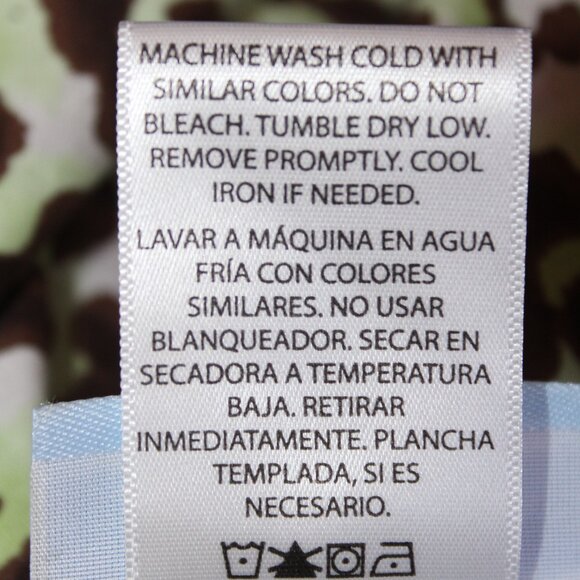 MACHINE WASH COLD WITH
SIMILAR COLORS. DO NOT
BLEACH. TUMBLE DRY LOW.
REMOVE PROMPTLY. COOL
IRON IF NEEDED.
LAVAR A MÁQUINA EN AGUA
FRÍA CON COLORES
SIMILARES. NO USAR
BLANQUEADOR. SECAR EN
SECADORA A TEMPERATURA
BAJA. RETIRAR
INMEDIATAMENTE. PLANCHA
TEMPLADA, SI ES
NECESARIO.